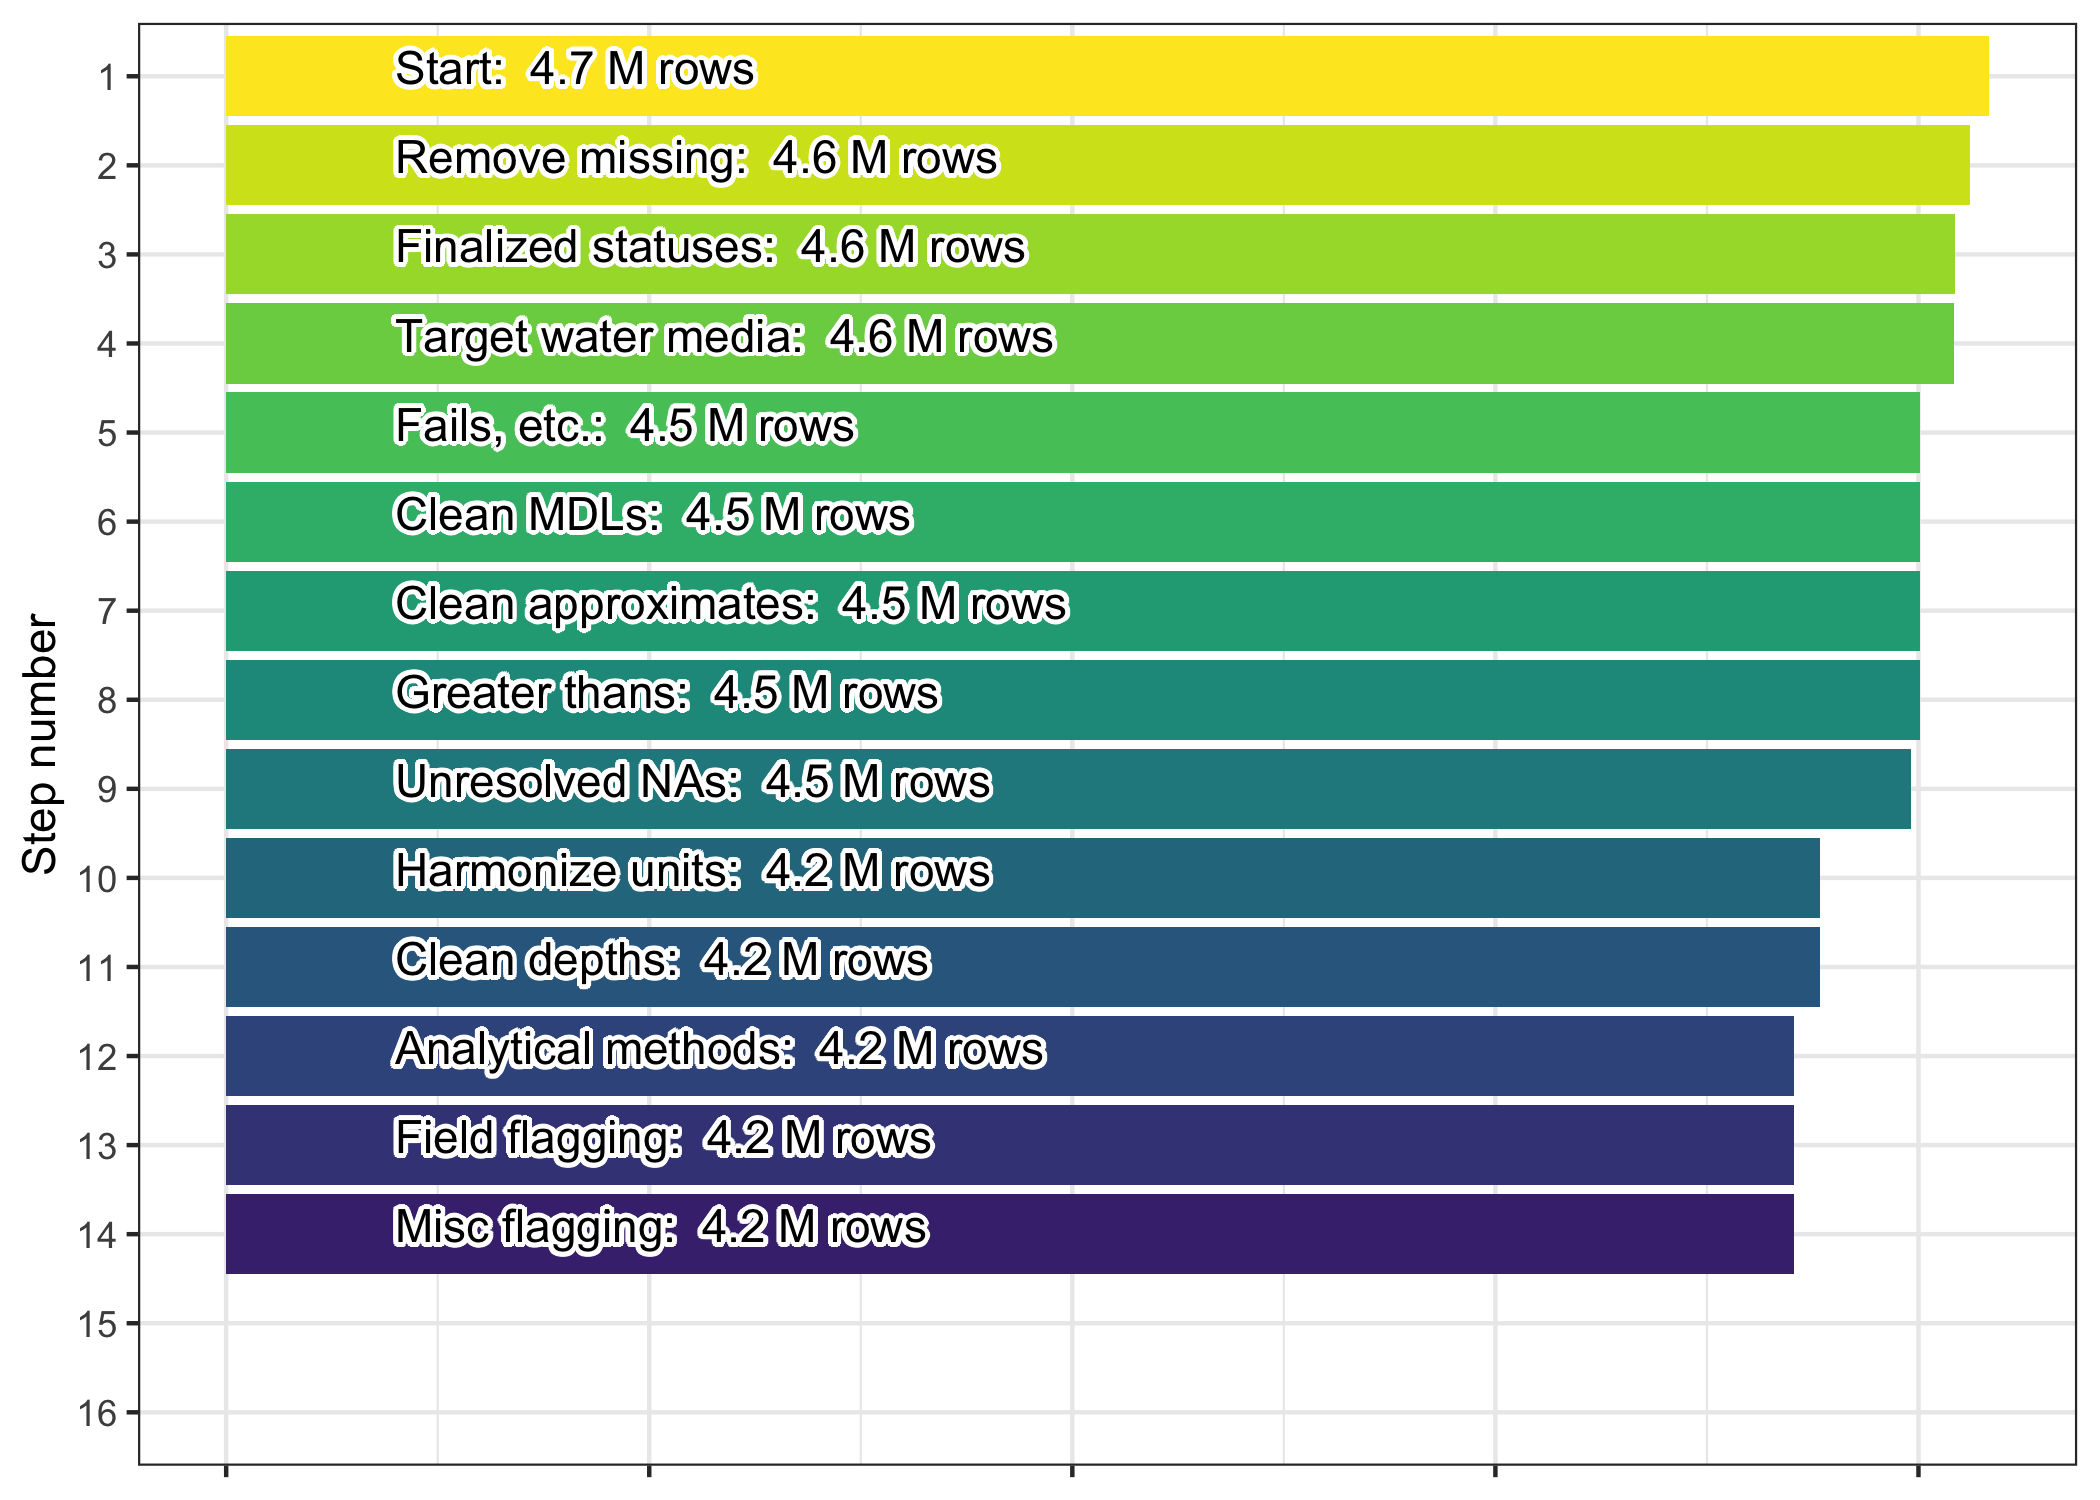 1 Start: 4.7 M rows
2 Remove missing: 4.6 M rows
3 Finalized statuses: 4.6 M rows
4 Target water media: 4.6 M rows
5 Fails, etc.: 4.5 M rows
6 Clean MDLs: 4.5 M rows
7 Clean approximates: 4.5 M rows
8 Greater thans: 4.5 M rows
9 Unresolved NAs: 4.5 M rows
10 Harmonize units: 4.2 M rows
11 Clean depths: 4.2 M rows
12 Analytical methods: 4.2 M rows
13 Field flagging: 4.2 M rows
14 Misc flagging: 4.2 M rows
15
16
Step number